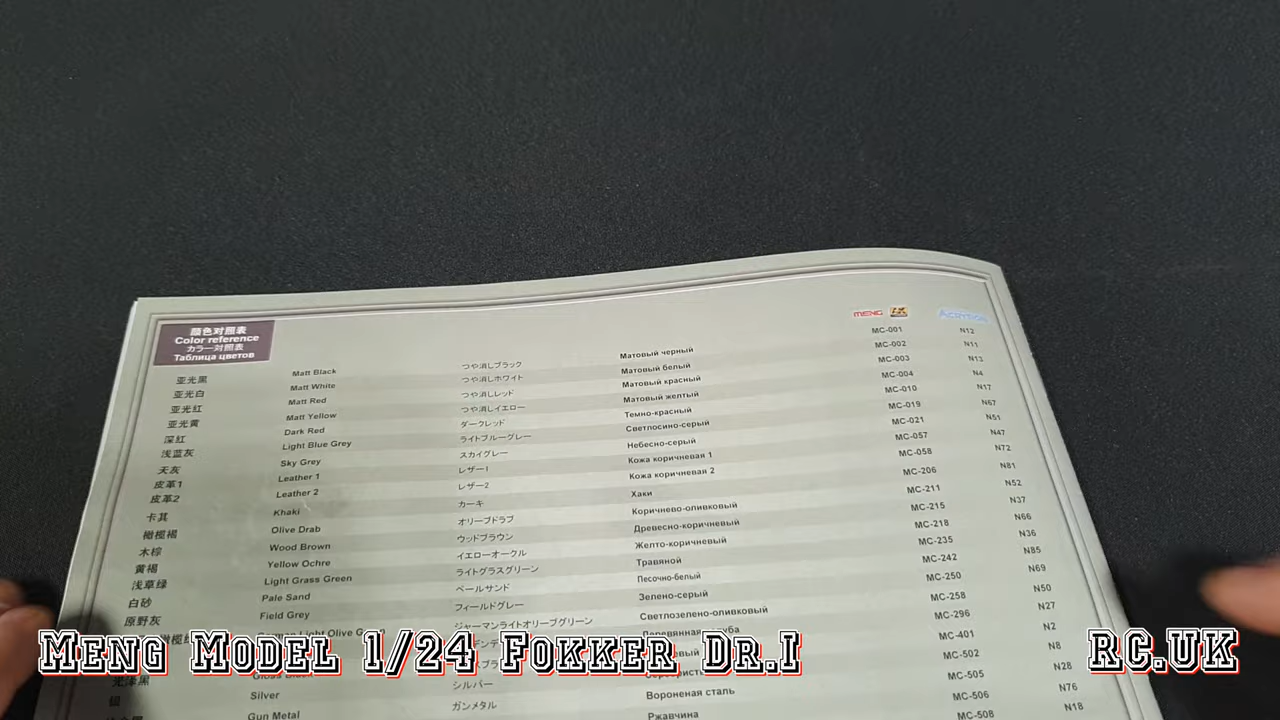 颜色对照表
Color reference
カラー対照表
Таблица цветов
MENG AK Acrysion
亚光黑 Matt Black つや消しブラック Матовый черный MC-001 N12
亚光白 Matt White つや消しホワイト Матовый белый MC-002 N11
亚光红 Matt Red つや消しレッド Матовый красный MC-003 N13
亚光黄 Matt Yellow つや消しイエロー Матовый желтый MC-004 N4
深红 Dark Red ダークレッド Темно-красный MC-010 N17
浅蓝灰 Light Blue Grey ライトブルーグレー Светлосино-серый MC-019 N67
天灰 Sky Grey スカイグレー Небесно-серый MC-021 N51
皮革1 Leather 1 レザー1 Кожа коричневая 1 MC-057 N47
皮革2 Leather 2 レザー2 Кожа коричневая 2 MC-058 N72
卡其 Khaki カーキ Хаки MC-206 N81
橄榄褐 Olive Drab オリーブドラブ Коричнево-оливковый MC-211 N52
木棕 Wood Brown ウッドブラウン Древесно-коричневый MC-215 N37
黄褐 Yellow Ochre イエローオークル Желто-коричневый MC-218 N66
浅草绿 Light Grass Green ライトグラスグリーン Травяной MC-235 N36
白砂 Pale Sand ペールサンド Песочно-белый MC-242 N85
原野灰 Field Grey フィールドグレー Зелено-серый MC-250 N69
German Light Olive Green ジャーマンライトオリーブグリーン Светлозелено-оливковый MC-258 N50
MC-296 N27
光泽黑 Gloss Black MC-401 N2
银 Silver シルバー MC-502 N8
Gun Metal ガンメタル Вороненая сталь MC-505 N28
Ржавчина MC-506 N76
MC-508 N18
Meng Model 1/24 Fokker Dr.I
RC.UK